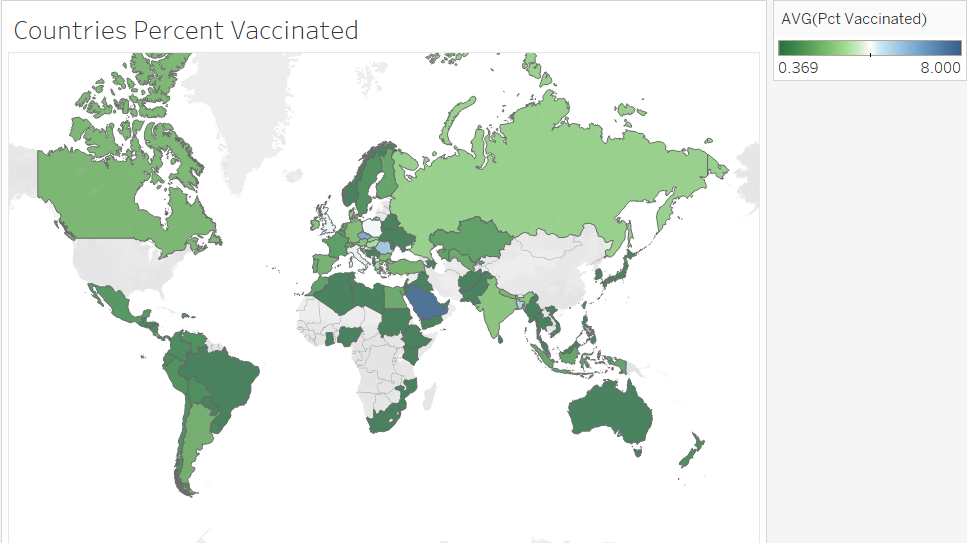 Countries Percent Vaccinated
AVG(Pct Vaccinated)
0.369 8.000